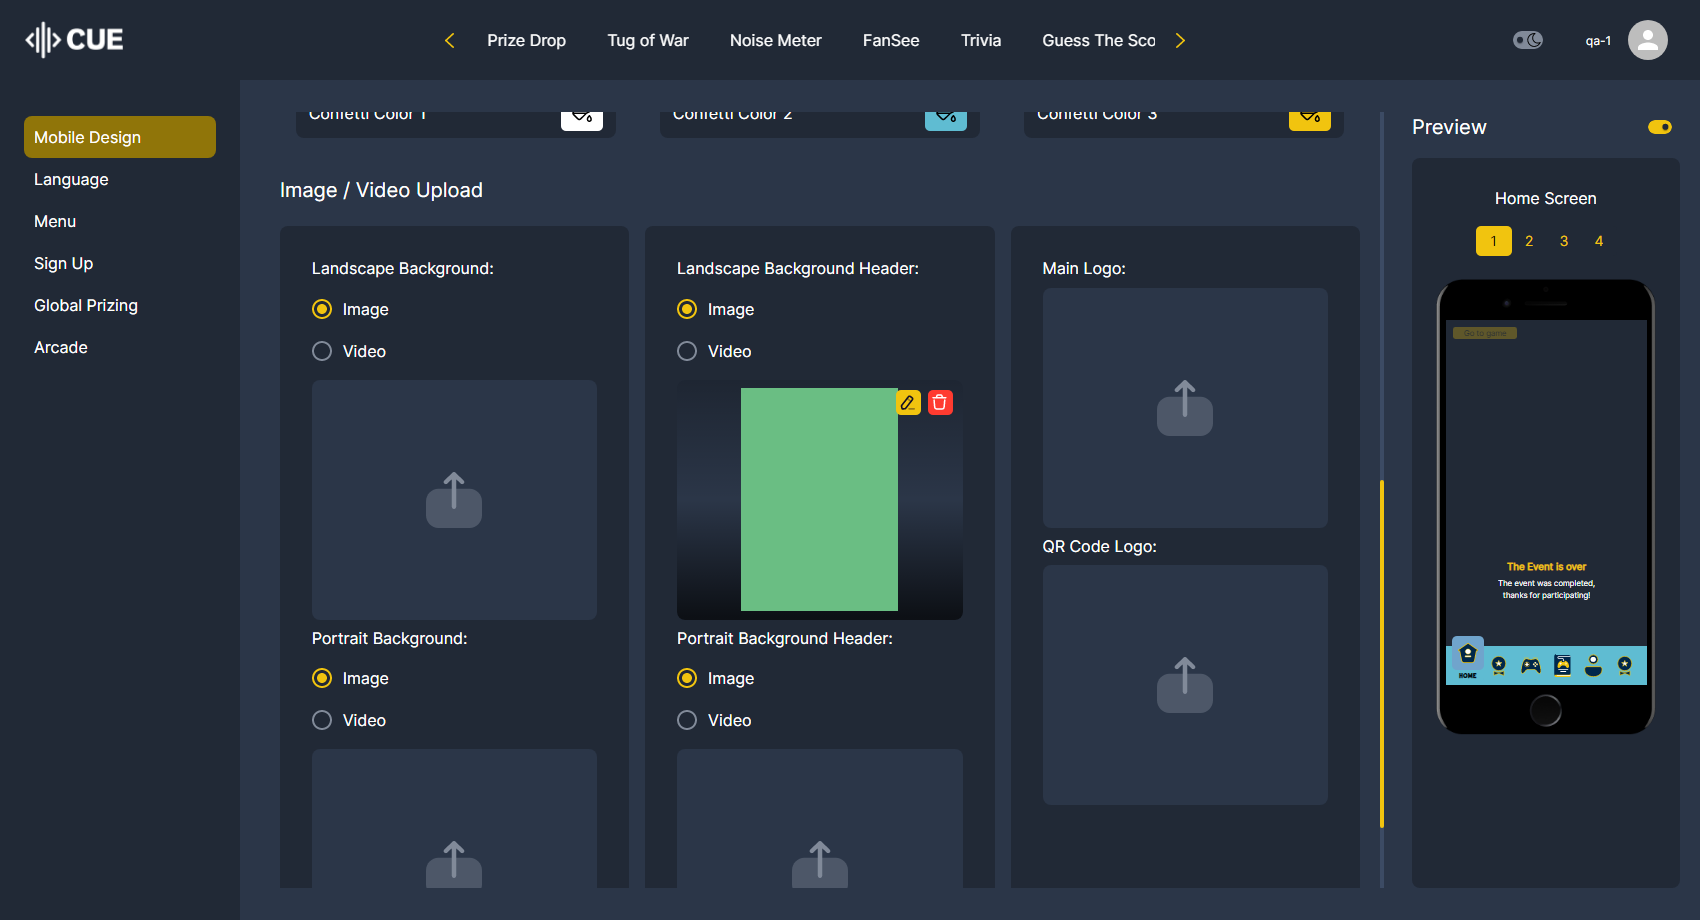 CUE
Prize Drop
Tug of War
Noise Meter
FanSee
Trivia
Guess The Sco
qa-1
Mobile Design
Language
Menu
Sign Up
Global Prizing
Arcade
Confetti Color 1
Confetti Color 2
Confetti Color 3
Image / Video Upload
Landscape Background:
Image
Video
Portrait Background:
Image
Video
Landscape Background Header:
Image
Video
Portrait Background Header:
Image
Video
Main Logo:
QR Code Logo:
Preview
Home Screen
1 2 3 4
Go to game
The Event is over
The event was completed,
thanks for participating!
HOME